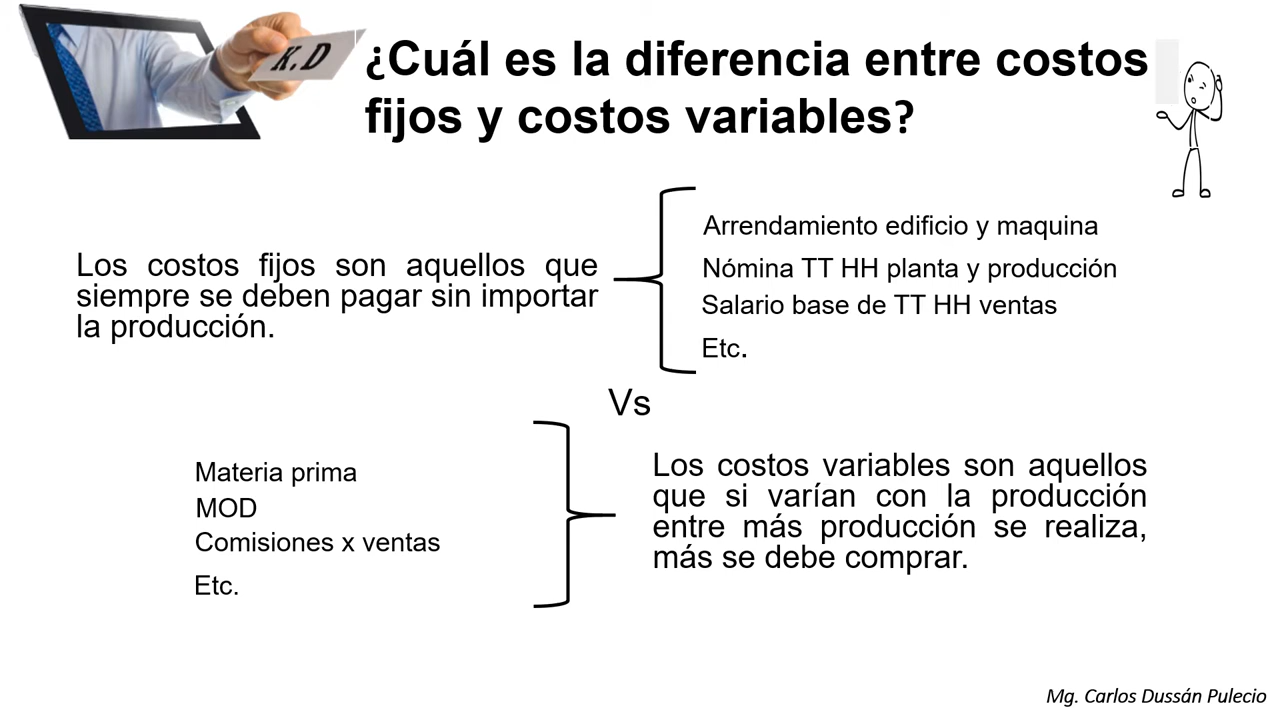 K.D
¿Cuál es la diferencia entre costos
fijos y costos variables?
Los costos fijos son aquellos que
siempre se deben pagar sin importar
la producción.
Arrendamiento edificio y maquina
Nómina TT HH planta y producción
Salario base de TT HH ventas
Etc.
Vs
Materia prima
MOD
Comisiones x ventas
Etc.
Los costos variables son aquellos
que si varían con la producción
entre más producción se realiza,
más se debe comprar.
Mg. Carlos Dussán Pulecio